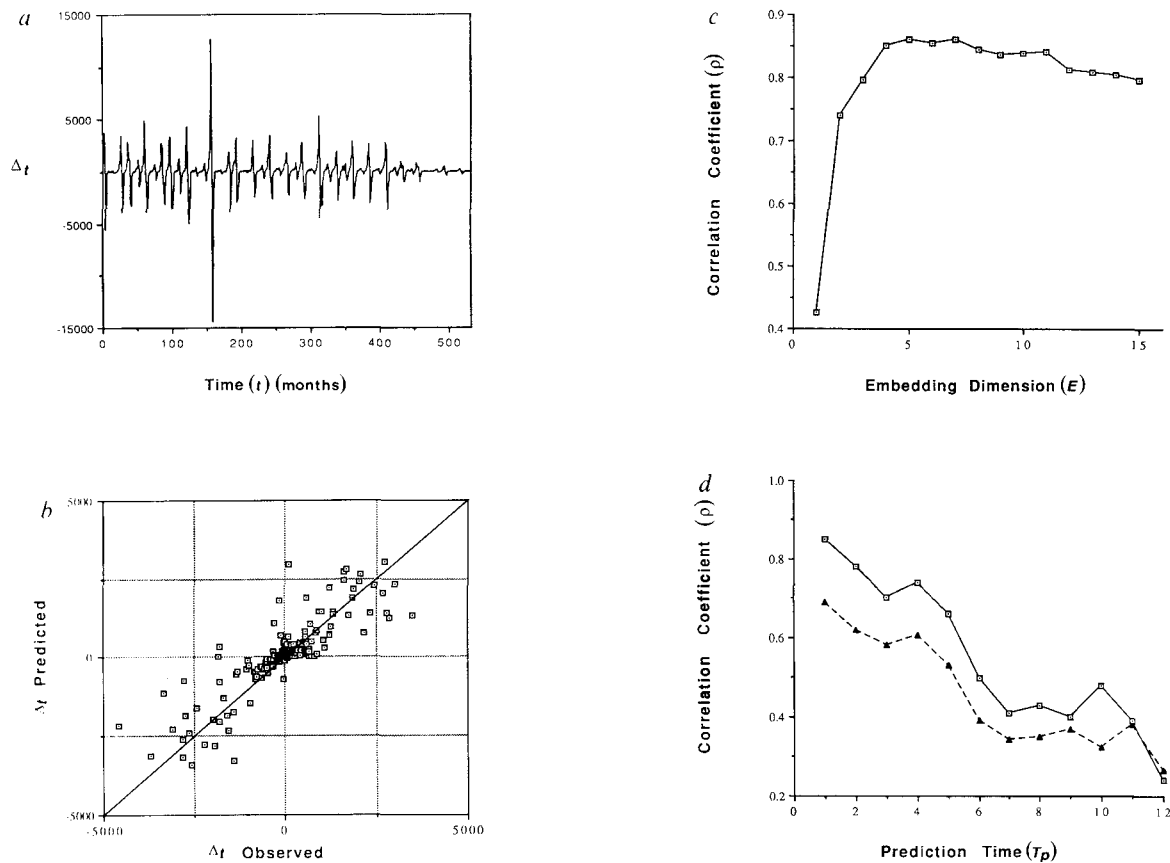 a
15000
5000
Δt
-5000
-15000
0 100 200 300 400 500
Time (t) (months)
c
0.9
0.8
0.7
0.6
0.5
0.4
Correlation Coefficient (ρ)
0 5 10 15
Embedding Dimension (E)
b
5000
0
-5000
Δt Predicted
-5000 0 5000
Δt Observed
d
1.0
0.8
0.6
0.4
0.2
Correlation Coefficient (ρ)
0 2 4 6 8 10 12
Prediction Time (Tp)